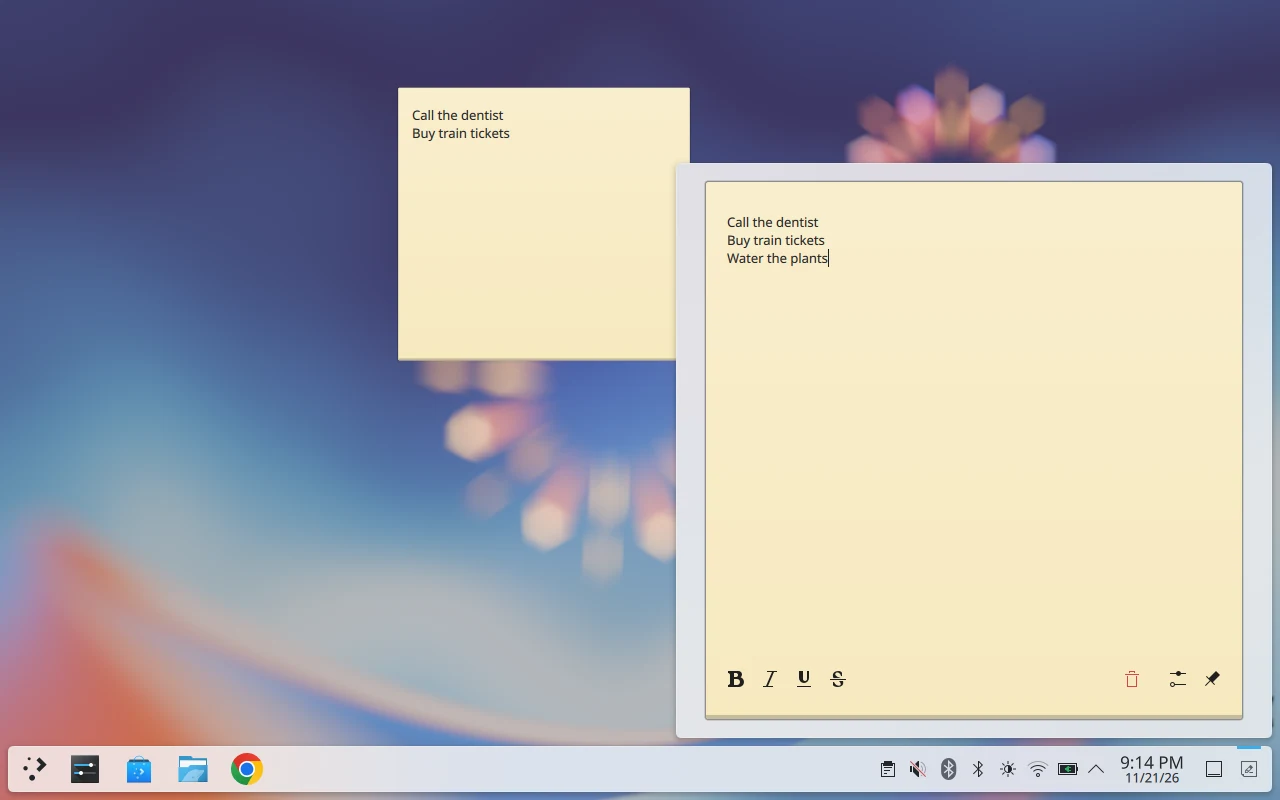 Call the dentist
Buy train tickets
Call the dentist
Buy train tickets
Water the plants
B I U S
9:14 PM
11/21/26